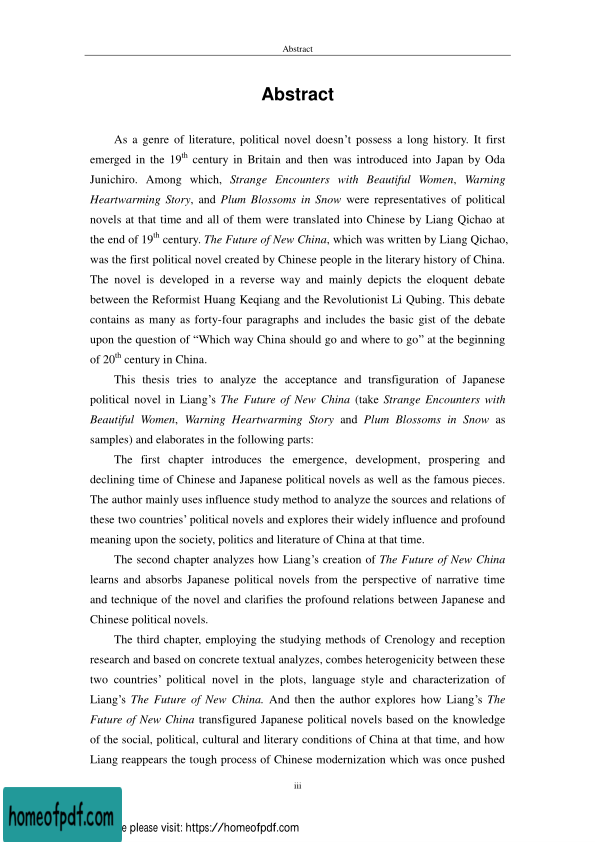 Abstract
Abstract
As a genre of literature, political novel doesn't possess a long history. It first
emerged in the 19th century in Britain and then was introduced into Japan by Oda
Junichiro. Among which, Strange Encounters with Beautiful Women, Warning
Heartwarming Story, and Plum Blossoms in Snow were representatives of political
novels at that time and all of them were translated into Chinese by Liang Qichao at
the end of 19th century. The Future of New China, which was written by Liang Qichao,
was the first political novel created by Chinese people in the literary history of China.
The novel is developed in a reverse way and mainly depicts the eloquent debate
between the Reformist Huang Keqiang and the Revolutionist Li Qubing. This debate
contains as many as forty-four paragraphs and includes the basic gist of the debate
upon the question of “Which way China should go and where to go” at the beginning
of 20th century in China.
This thesis tries to analyze the acceptance and transfiguration of Japanese
political novel in Liang's The Future of New China (take Strange Encounters with
Beautiful Women, Warning Heartwarming Story and Plum Blossoms in Snow as
samples) and elaborates in the following parts:
The first chapter introduces the emergence, development, prospering and
declining time of Chinese and Japanese political novels as well as the famous pieces.
The author mainly uses influence study method to analyze the sources and relations of
these two countries' political novels and explores their widely influence and profound
meaning upon the society, politics and literature of China at that time.
The second chapter analyzes how Liang's creation of The Future of New China
learns and absorbs Japanese political novels from the perspective of narrative time
and technique of the novel and clarifies the profound relations between Japanese and
Chinese political novels.
The third chapter, employing the studying methods of Crenology and reception
research and based on concrete textual analyzes, combes heterogenicity between these
two countries' political novel in the plots, language style and characterization of
Liang's The Future of New China. And then the author explores how Liang's The
Future of New China transfigured Japanese political novels based on the knowledge
of the social, political, cultural and literary conditions of China at that time, and how
Liang reappears the tough process of Chinese modernization which was once pushed
iii
homeofpdf.com
e please visit: https://homeofpdf.com